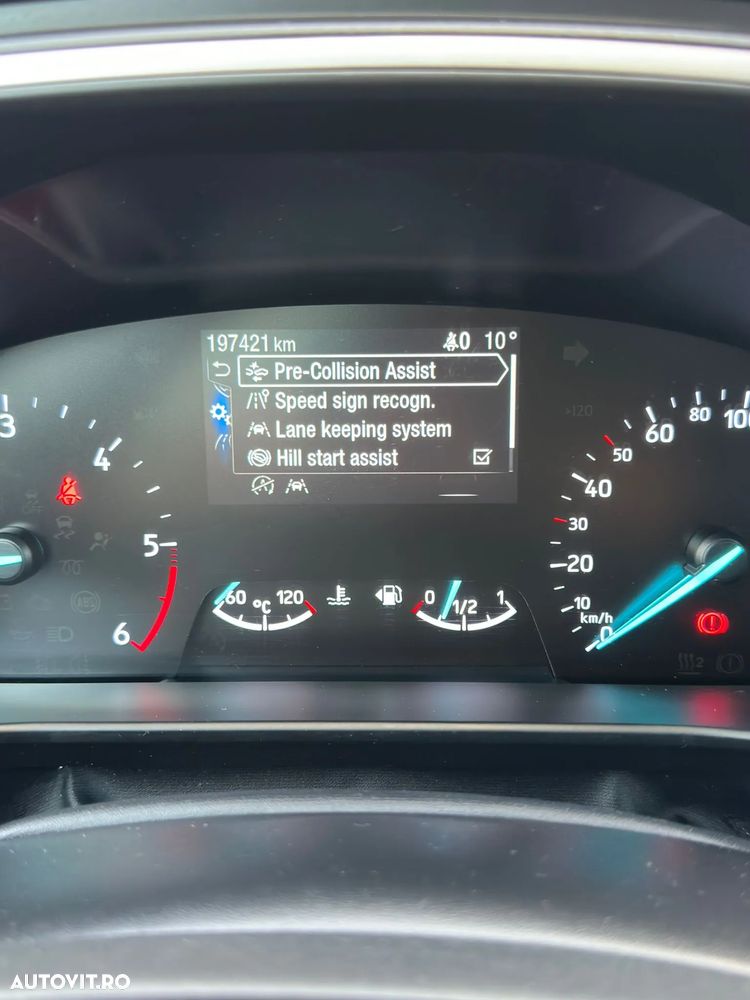 197421 km 0 10°
Pre-Collision Assist
Speed sign recogn.
Lane keeping system
Hill start assist
3
4
5
6
60 °C 120
0 1/2 1
>120
0
10
20
30
40
50
60
80
100
km/h
2
AUTOVIT.RO